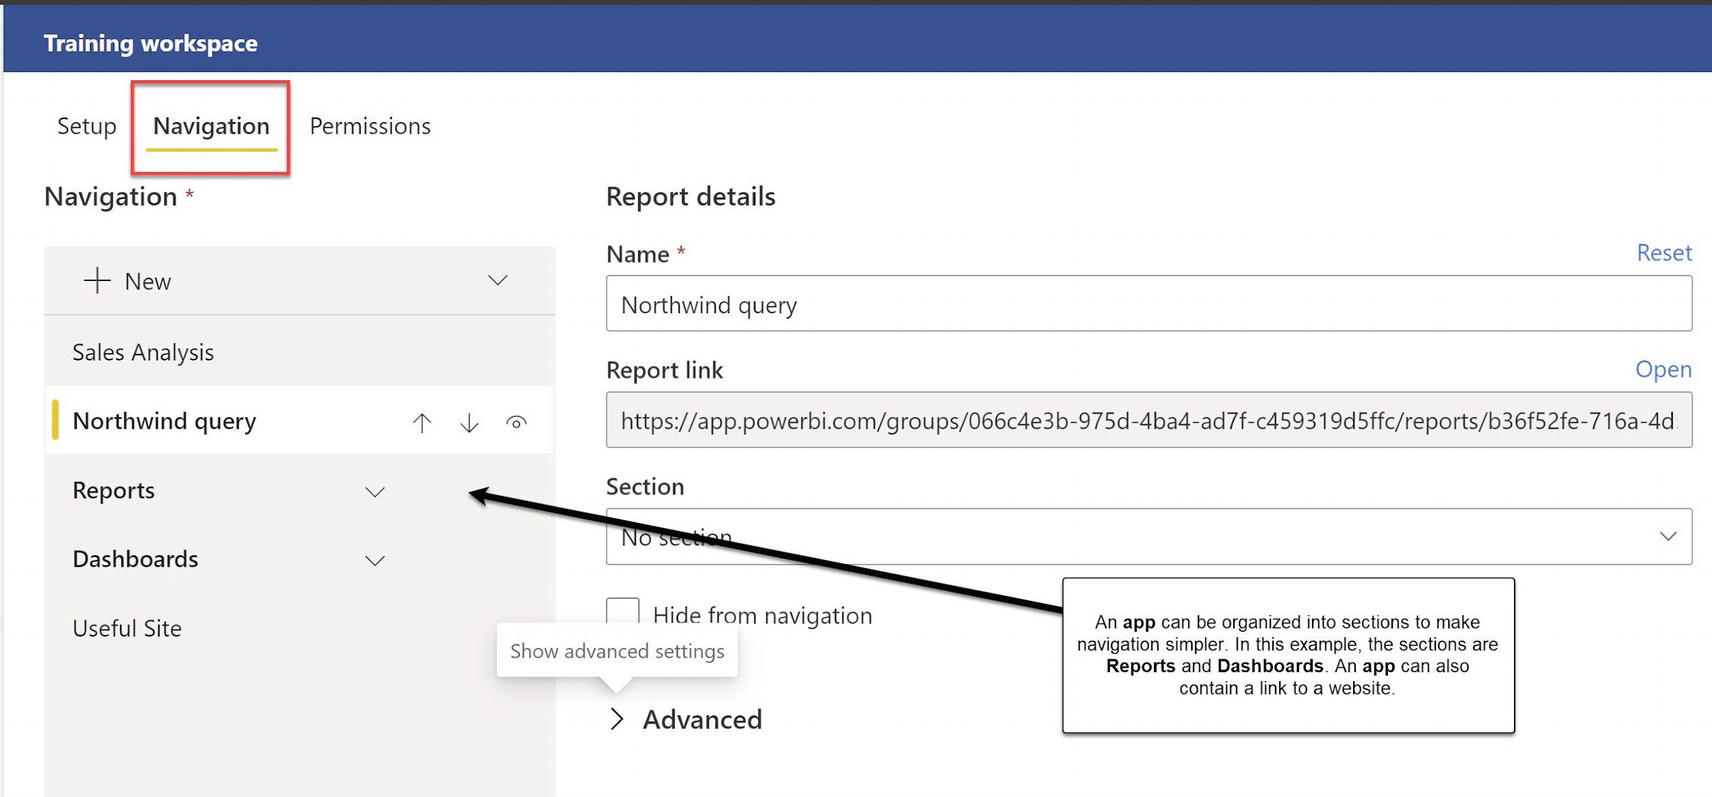 Training workspace
Setup Navigation Permissions
Navigation *
New
Sales Analysis
Northwind query
Reports
Dashboards
Useful Site
Report details
Name *
Reset
Northwind query
Report link
Open
https://app.powerbi.com/groups/066c4e3b-975d-4ba4-ad7f-c459319d5ffc/reports/b36f52fe-716a-4d
Section
No section
Hide from navigation
Show advanced settings
Advanced
An app can be organized into sections to make
navigation simpler. In this example, the sections are
Reports and Dashboards. An app can also
contain a link to a website.